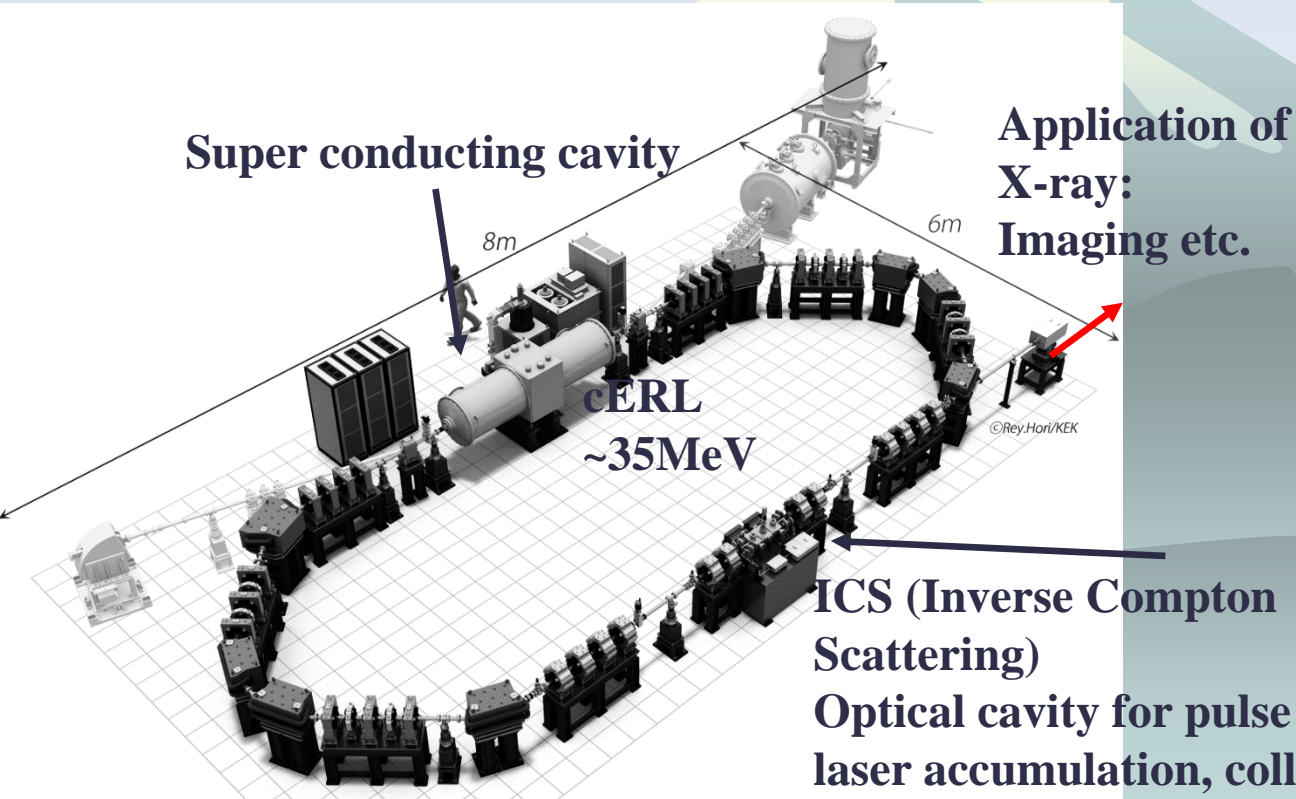 Super conducting cavity
Application of
X-ray:
Imaging etc.
8m
6m
cERL
~35MeV
©Rey.Hori/KEK
ICS (Inverse Compton
Scattering)
Optical cavity for pulse
laser accumulation, coll